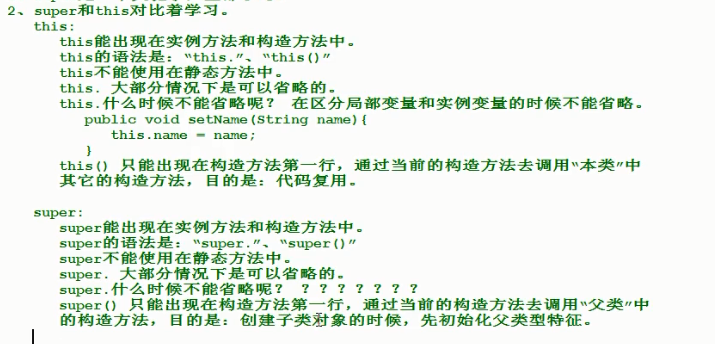 2、super和this对比着学习。
this:
this能出现在实例方法和构造方法中。
this的语法是：“this.”、“this()”
this不能使用在静态方法中。
this. 大部分情况下是可以省略的。
this.什么时候不能省略呢？ 在区分局部变量和实例变量的时候不能省略。
public void setName(String name){
this.name = name;
}
this() 只能出现在构造方法第一行，通过当前的构造方法去调用“本类”中
其它的构造方法，目的是：代码复用。
super:
super能出现在实例方法和构造方法中。
super的语法是：“super.”、“super()”
super不能使用在静态方法中。
super. 大部分情况下是可以省略的。
super.什么时候不能省略呢？ ？？？？？？？
super() 只能出现在构造方法第一行，通过当前的构造方法去调用“父类”中
的构造方法，目的是：创建子类对象的时候，先初始化父类型特征。